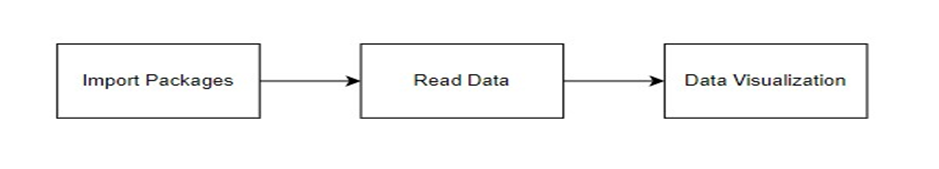 Import Packages
Read Data
Data Visualization